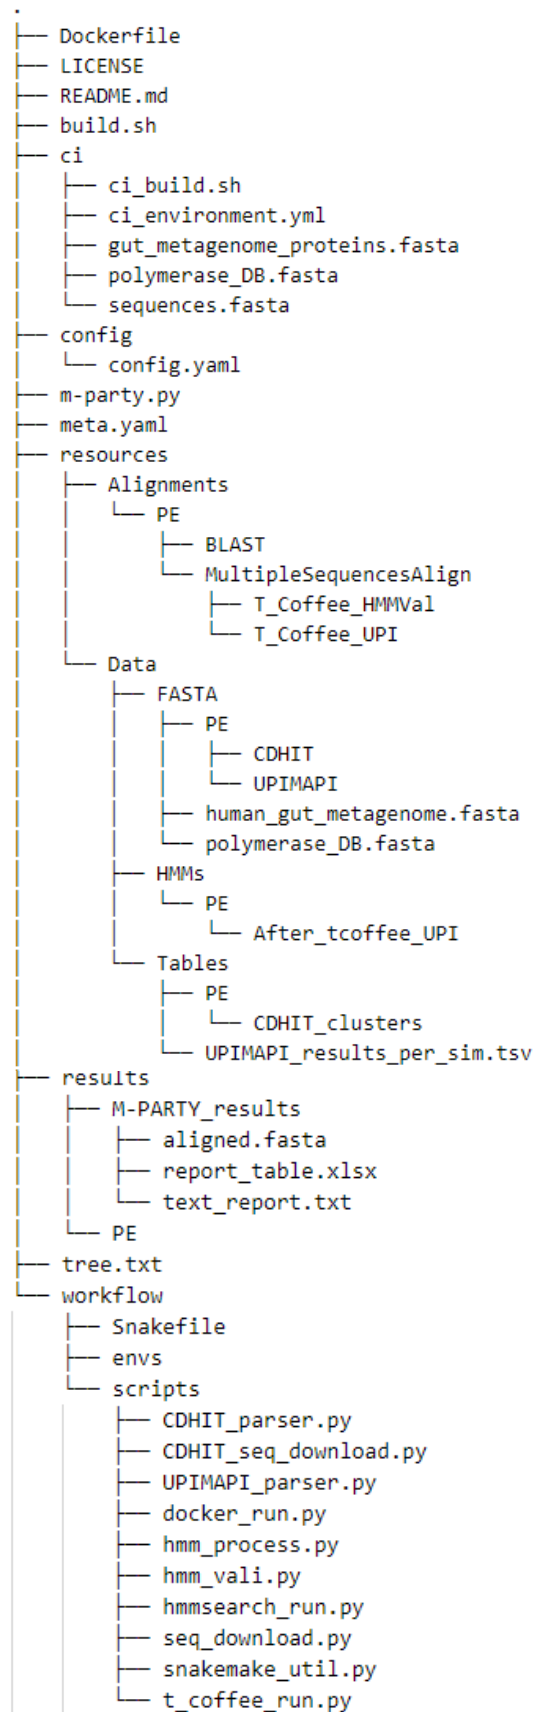 .
├── Dockerfile
├── LICENSE
├── README.md
├── build.sh
├── ci
│   ├── ci_build.sh
│   ├── ci_environment.yml
│   ├── gut_metagenome_proteins.fasta
│   ├── polymerase_DB.fasta
│   └── sequences.fasta
├── config
│   └── config.yaml
├── m-party.py
├── meta.yaml
├── resources
│   ├── Alignments
│   │   └── PE
│   │       ├── BLAST
│   │       └── MultipleSequencesAlign
│   │           ├── T_Coffee_HMMVal
│   │           └── T_Coffee_UPI
│   └── Data
│       ├── FASTA
│       │   ├── PE
│       │   │   ├── CDHIT
│       │   │   └── UPIMAPI
│       │   ├── human_gut_metagenome.fasta
│       │   └── polymerase_DB.fasta
│       ├── HMMs
│       │   └── PE
│       │       └── After_tcoffee_UPI
│       └── Tables
│           ├── PE
│           │   └── CDHIT_clusters
│           └── UPIMAPI_results_per_sim.tsv
├── results
│   ├── M-PARTY_results
│   │   ├── aligned.fasta
│   │   ├── report_table.xlsx
│   │   └── text_report.txt
│   └── PE
├── tree.txt
└── workflow
    ├── Snakefile
    ├── envs
    └── scripts
        ├── CDHIT_parser.py
        ├── CDHIT_seq_download.py
        ├── UPIMAPI_parser.py
        ├── docker_run.py
        ├── hmm_process.py
        ├── hmm_vali.py
        ├── hmmsearch_run.py
        ├── seq_download.py
        ├── snakemake_util.py
        └── t_coffee_run.py